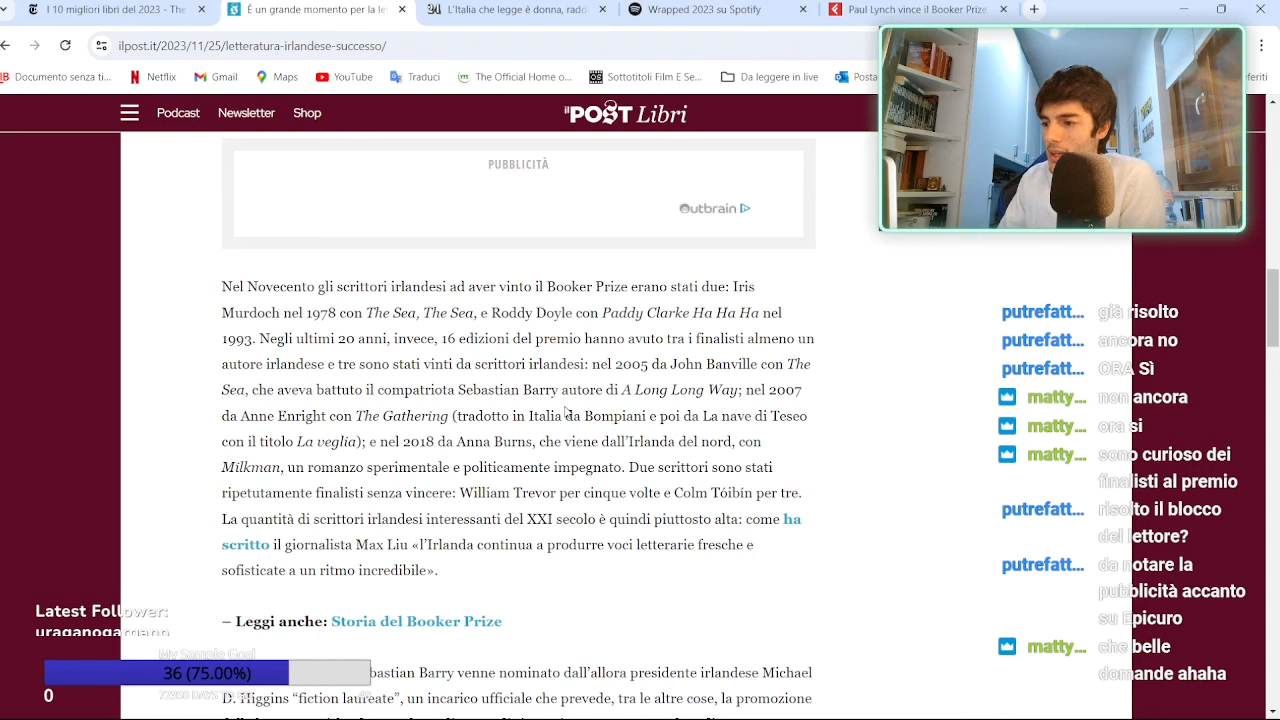 I 10 migliori libri del 2023 - The
È un grande momento per la le
L'Italia che legge è donna, radd
Wrapped 2023 su Spotify
Paul Lynch vince il Booker Prize
ilpost.it/2023/11/25/letteratura-irlandese-successo/
Documento senza ti...
Netflix
Gmail
Maps
YouTube
Traduci
The Official Home o...
Sottotitoli Film E Se...
Da leggere in live
Posta
feriti
Podcast
Newsletter
Shop
il POST Libri
PUBBLICITÀ
outbrain
Nel Novecento gli scrittori irlandesi ad aver vinto il Booker Prize erano stati due: Iris
Murdoch nel 1978 con The Sea, The Sea, e Roddy Doyle con Paddy Clarke Ha Ha Ha nel
1993. Negli ultimi 20 anni, invece, 16 edizioni del premio hanno avuto tra i finalisti almeno un
autore irlandese e tre sono stati vinti da scrittori irlandesi: nel 2005 da John Banville con The
Sea, che aveva battuto il compatriota Sebastian Barry autore di A Long Long Way; nel 2007
da Anne Enright con The Gathering (tradotto in Italia da Bompiani e poi da La nave di Teseo
con il titolo La veglia); e nel 2018 da Anna Burns, che viene dall'Irlanda del nord, con
Milkman, un romanzo sperimentale e politicamente impegnato. Due scrittori sono stati
ripetutamente finalisti senza vincere: William Trevor per cinque volte e Colm Tóibín per tre.
La quantità di scrittori irlandesi interessanti del XXI secolo è quindi piuttosto alta: come ha
scritto il giornalista Max Liu «l'Irlanda continua a produrre voci letterarie fresche e
sofisticate a un ritmo incredibile».
– Leggi anche: Storia del Booker Prize
bastian Barry venne nominato dall'allora presidente irlandese Michael
D. Higgins "fiction laureate", un incarico ufficiale che prevede, tra le altre cose, la promozione
putrefatt... già risolto
putrefatt... ancora no
putrefatt... ORA SÌ
matty... non ancora
matty... ora si
matty... sono curioso dei
finalisti al premio
putrefatt... risolto il blocco
del lettore?
putrefatt... da notare la
pubblicità accanto
su Epicuro
matty... che belle
domande ahaha
Latest Follower:
uraganogarganno
My Sample Goal
36 (75.00%)
0